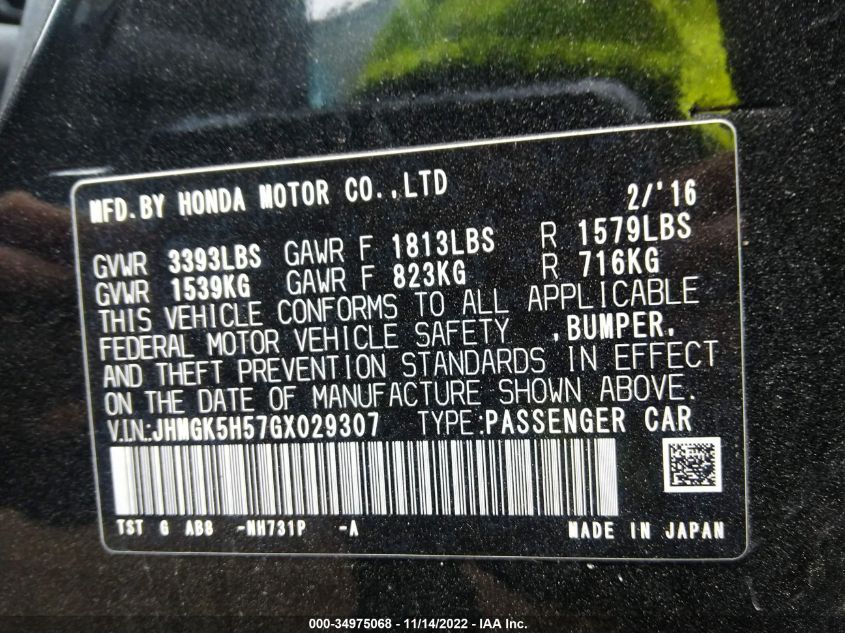 MFD.BY HONDA MOTOR CO.,LTD 2/'16
GVWR 3393LBS GAWR F 1813LBS R 1579LBS
GVWR 1539KG GAWR F 823KG R 716KG
THIS VEHICLE CONFORMS TO ALL APPLICABLE
FEDERAL MOTOR VEHICLE SAFETY ,BUMPER,
AND THEFT PREVENTION STANDARDS IN EFFECT
ON THE DATE OF MANUFACTURE SHOWN ABOVE.
V.I.N.:JHMGK5H57GX029307 TYPE:PASSENGER CAR
TST G AB8 -NH731P -A MADE IN JAPAN
000-34975068 - 11/14/2022 - IAA Inc.